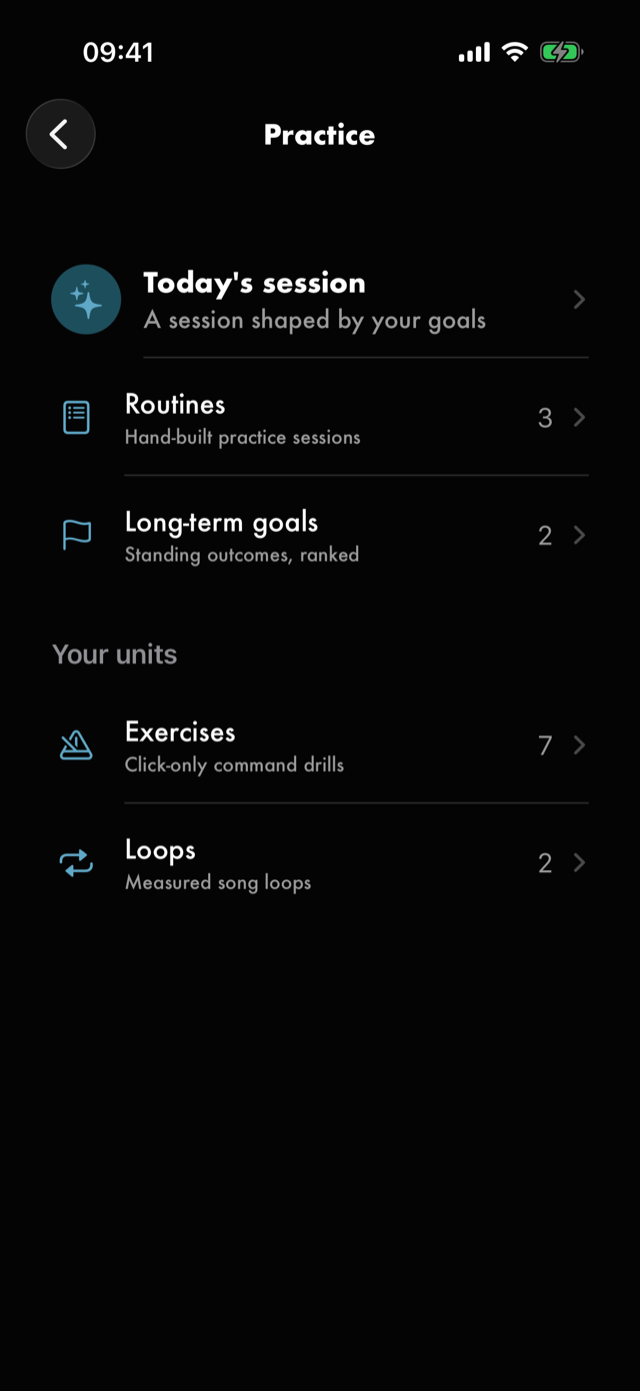 09:41
Practice
Today's session
A session shaped by your goals
Routines
Hand-built practice sessions
3
Long-term goals
Standing outcomes, ranked
2
Your units
Exercises
Click-only command drills
7
Loops
Measured song loops
2